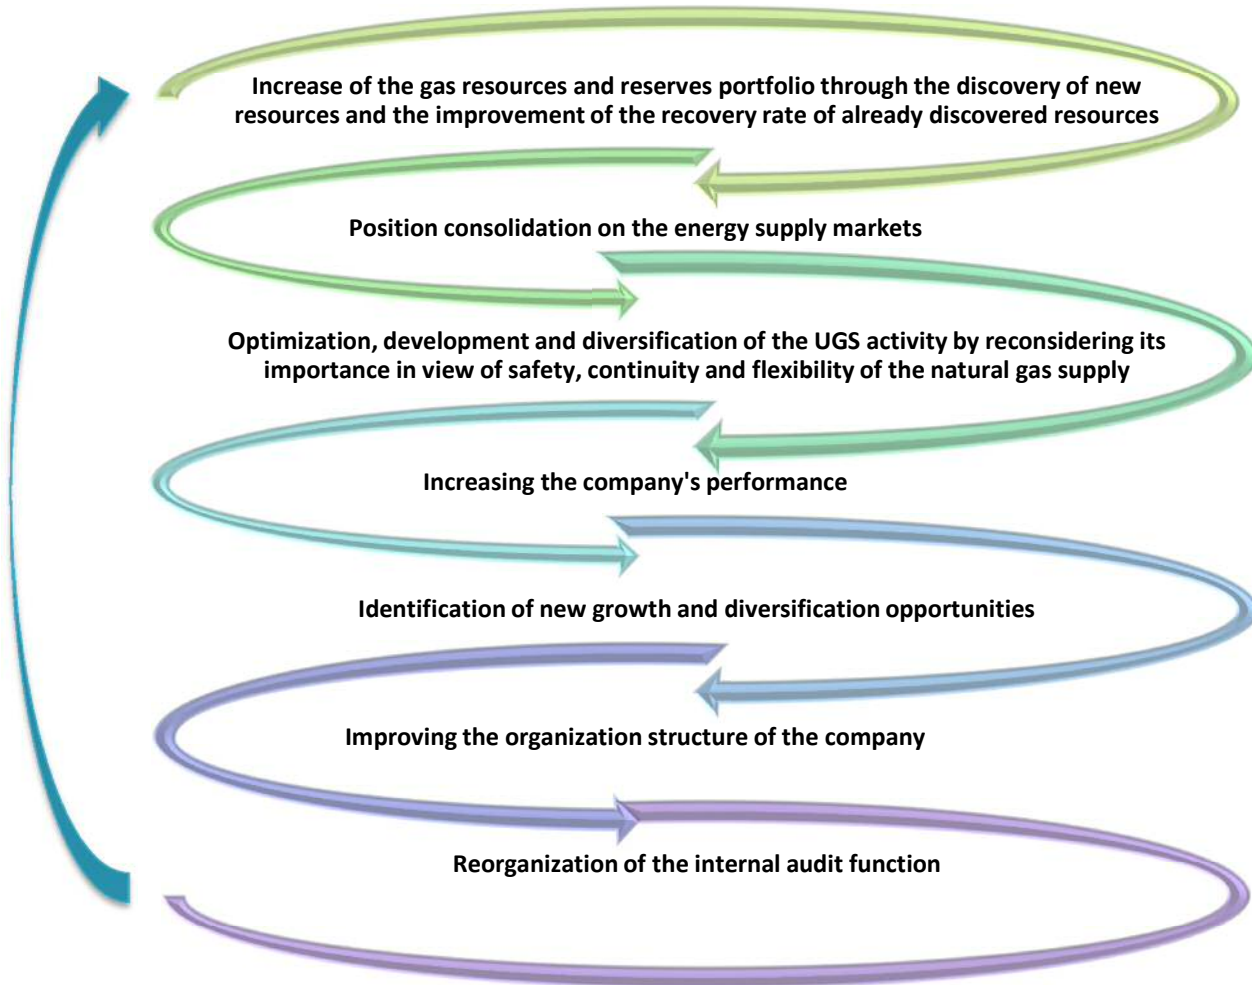 Increase of the gas resources and reserves portfolio through the discovery of new
resources and the improvement of the recovery rate of already discovered resources
Position consolidation on the energy supply markets
Optimization, development and diversification of the UGS activity by reconsidering its
importance in view of safety, continuity and flexibility of the natural gas supply
Increasing the company's performance
Identification of new growth and diversification opportunities
Improving the organization structure of the company
Reorganization of the internal audit function